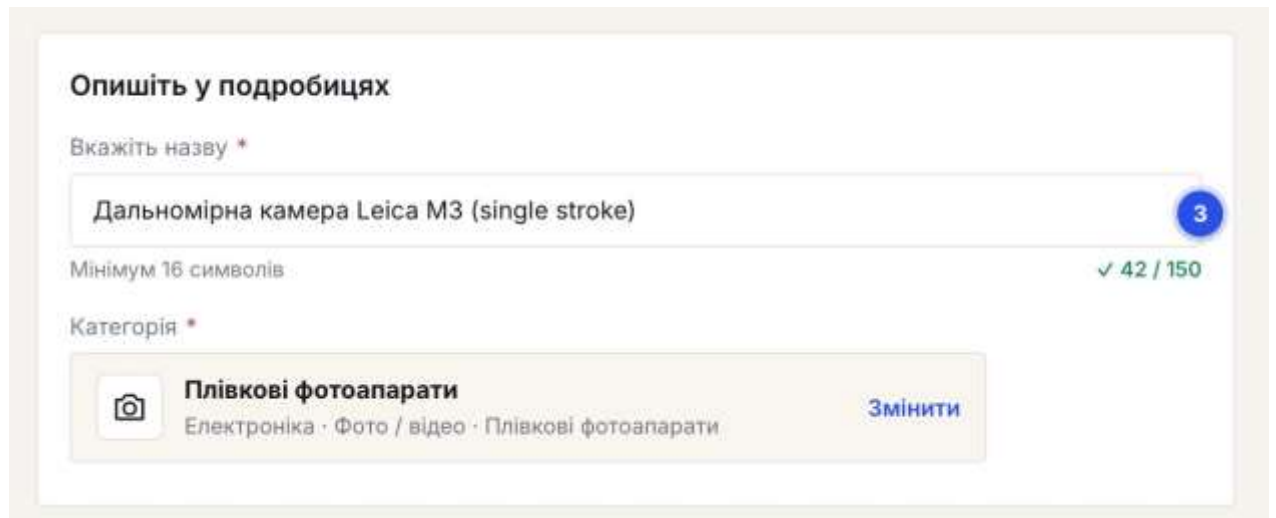 Опишіть у подробицях
Вкажіть назву *
Дальномірна камера Leica M3 (single stroke)
3
Мінімум 16 символів
✓ 42 / 150
Категорія *
Плівкові фотоапарати
Електроніка · Фото / відео · Плівкові фотоапарати
Змінити